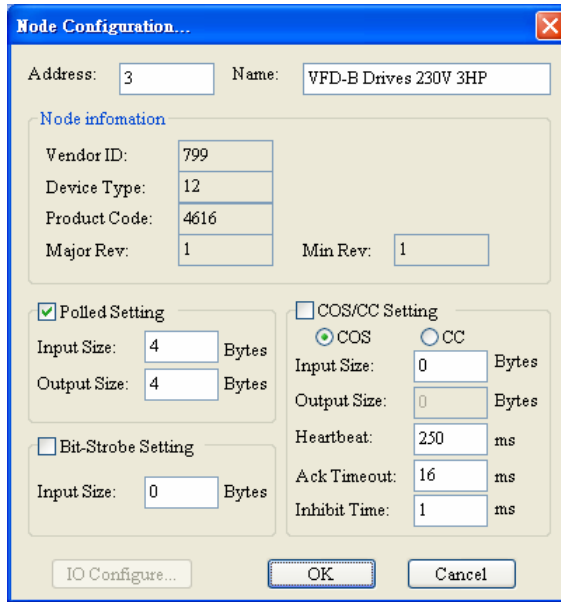 Node Configuration...
Address: 3 Name: VFD-B Drives 230V 3HP
Node infomation
Vendor ID: 799
Device Type: 12
Product Code: 4616
Major Rev: 1 Min Rev: 1
Polled Setting
Input Size: 4 Bytes
Output Size: 4 Bytes
Bit-Strobe Setting
Input Size: 0 Bytes
COS/CC Setting
COS CC
Input Size: 0 Bytes
Output Size: 0 Bytes
Heartbeat: 250 ms
Ack Timeout: 16 ms
Inhibit Time: 1 ms
IO Configure... OK Cancel